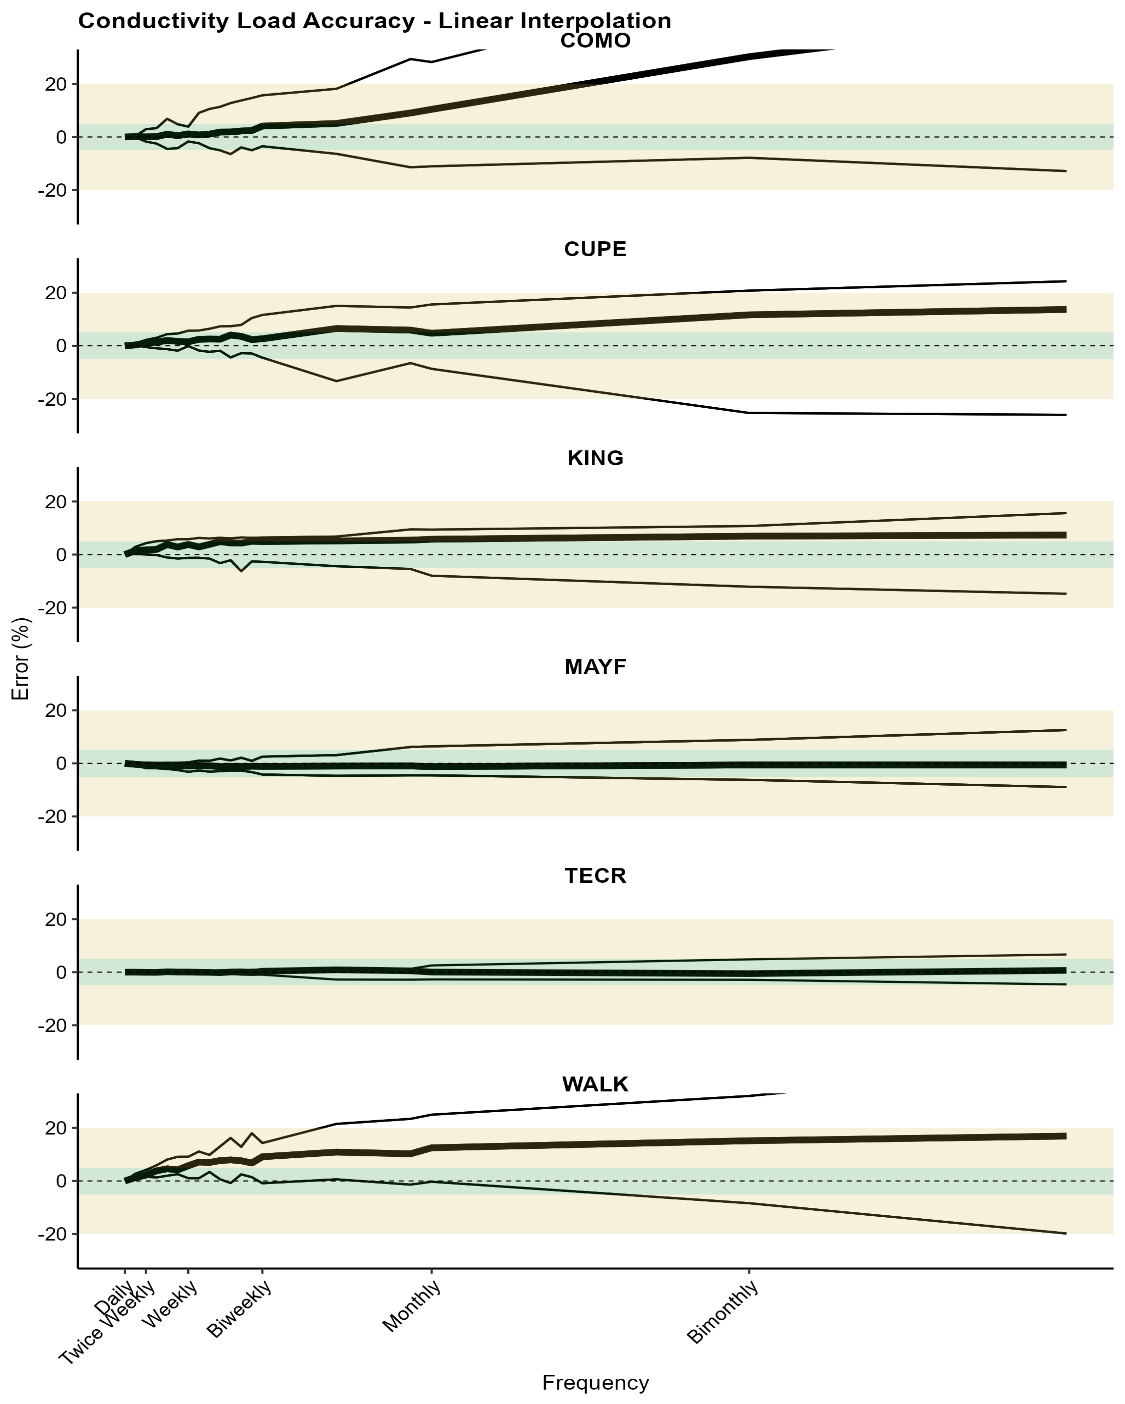 Conductivity Load Accuracy - Linear Interpolation
COMO
20
0
-20
CUPE
20
0
-20
KING
20
0
-20
MAYF
20
0
-20
TECR
20
0
-20
WALK
20
0
-20
Error (%)
Daily
Twice Weekly
Weekly
Biweekly
Monthly
Bimonthly
Frequency